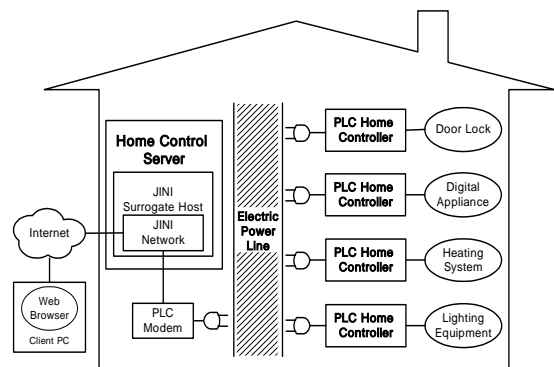 Home Control
Server
JINI
Surrogate Host
JINI
Network
Internet
Web
Browser
Client PC
PLC
Modem
Electric
Power
Line
PLC Home
Controller
Door Lock
PLC Home
Controller
Digital
Appliance
PLC Home
Controller
Heating
System
PLC Home
Controller
Lighting
Equipment